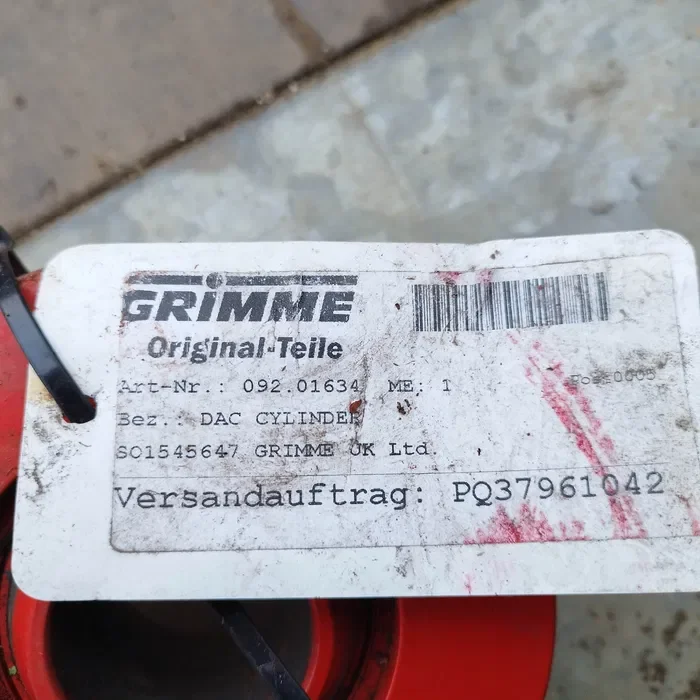 GRIMME
Original-Teile
Art-Nr.: 092.01634 ME: 1
Bez.: DAC CYLINDER
SO1545647 GRIMME UK Ltd.
Versandauftrag: PQ37961042